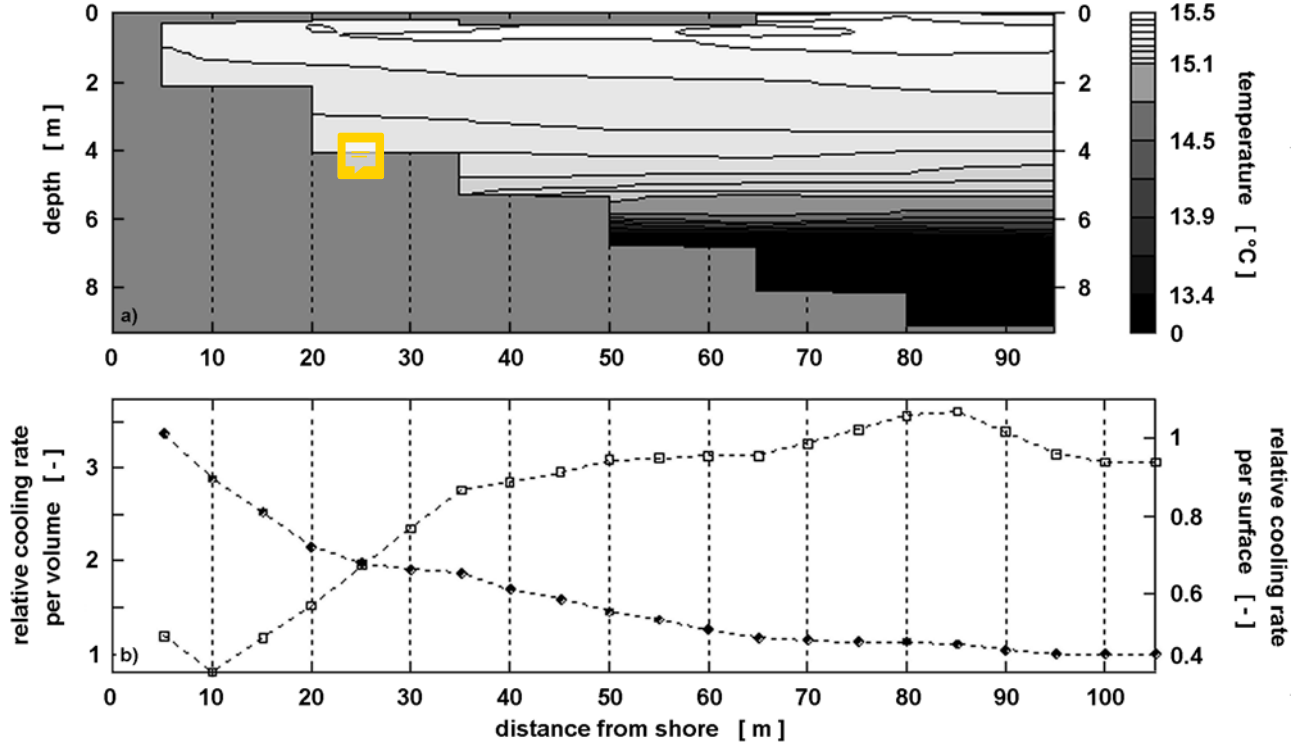 0
2
4
6
8
depth [ m ]
a)
0
2
4
6
8
15.5
15.1
14.5
13.9
13.4
0
temperature [ °C ]
0 10 20 30 40 50 60 70 80 90
3
2
1
relative cooling rate
per volume [ - ]
b)
1
0.8
0.6
0.4
relative cooling rate
per surface [ - ]
0 10 20 30 40 50 60 70 80 90 100
distance from shore [ m ]